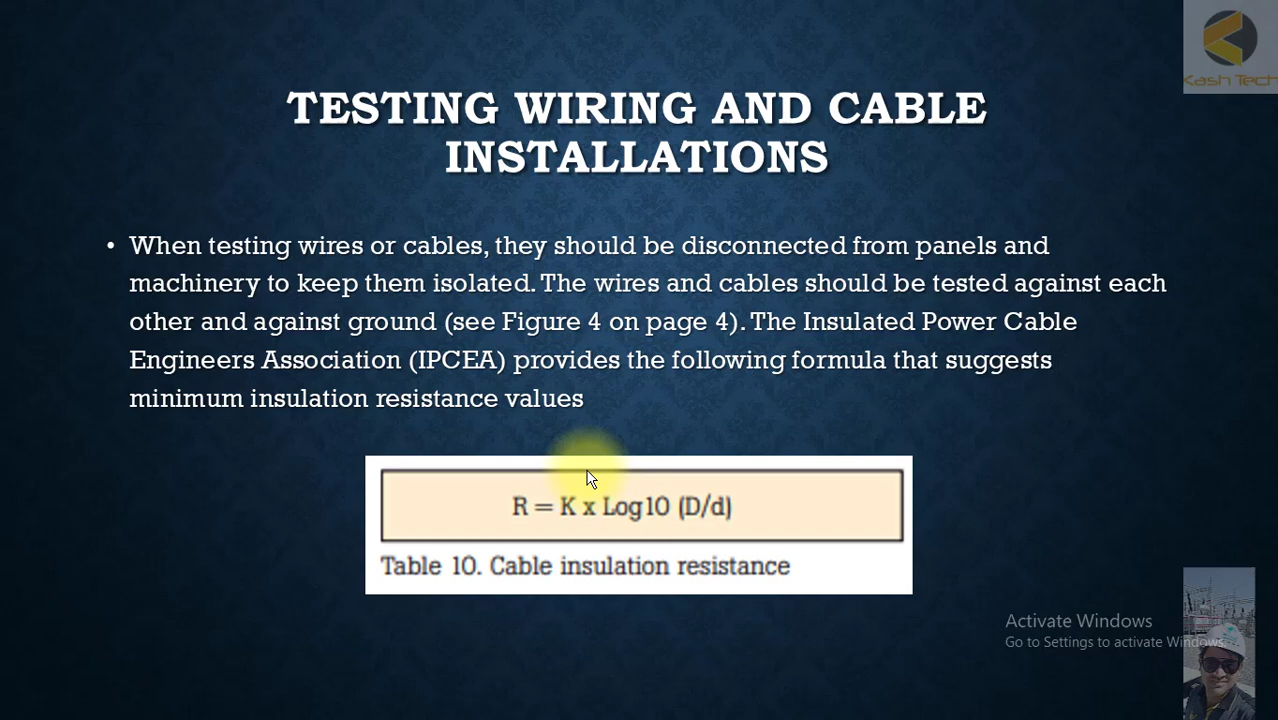 Kash Tech
TESTING WIRING AND CABLE
INSTALLATIONS
• When testing wires or cables, they should be disconnected from panels and
machinery to keep them isolated. The wires and cables should be tested against each
other and against ground (see Figure 4 on page 4). The Insulated Power Cable
Engineers Association (IPCEA) provides the following formula that suggests
minimum insulation resistance values
R = K x Log10 (D/d)
Table 10. Cable insulation resistance
Activate Windows
Go to Settings to activate Windows.